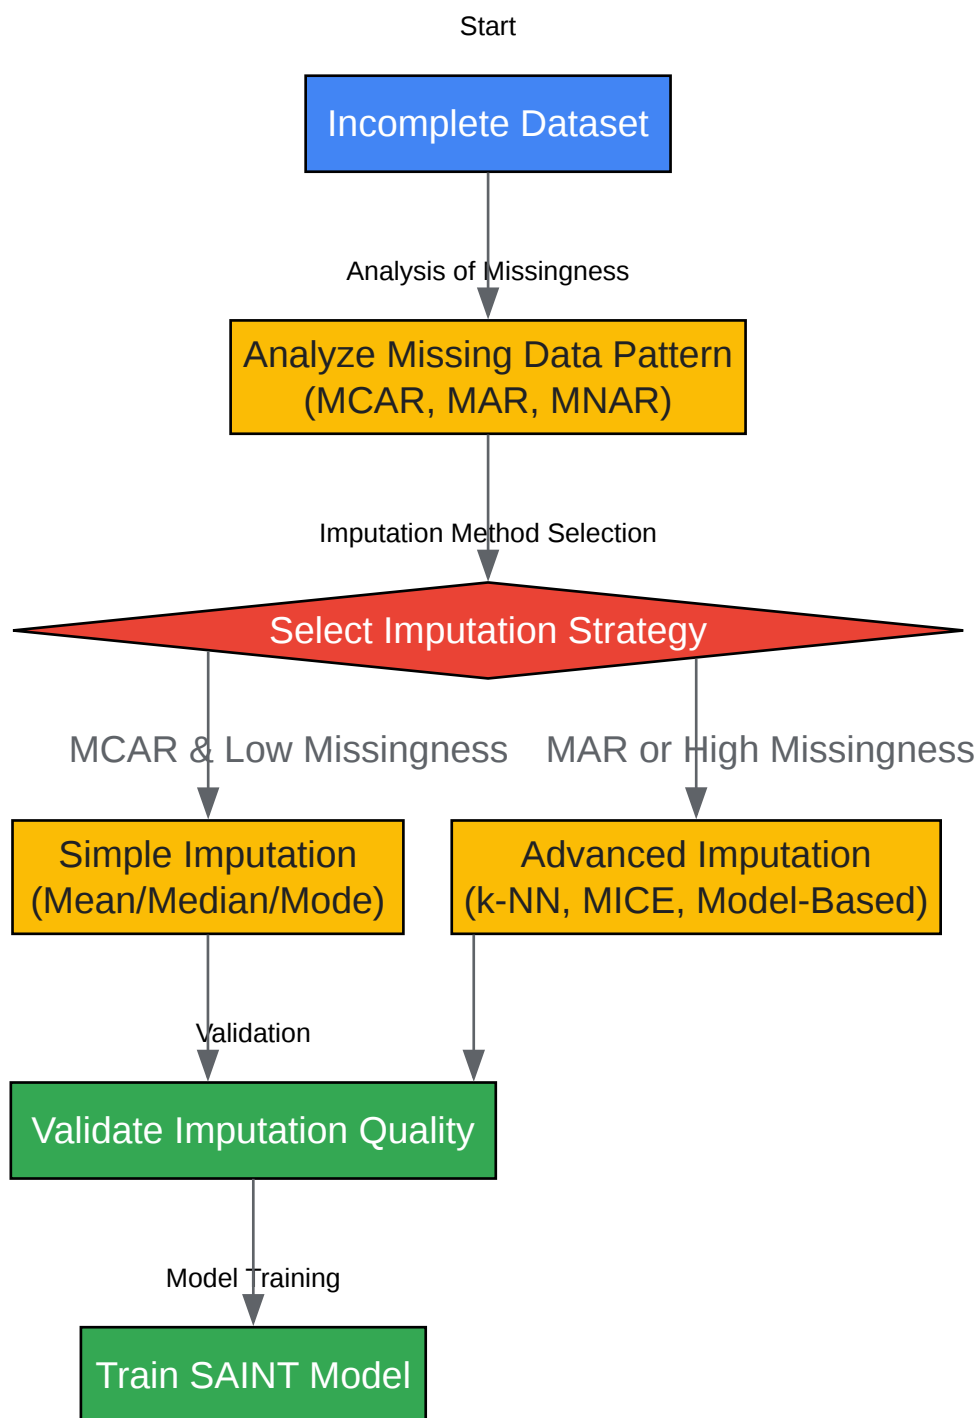 Start
Incomplete Dataset
Analysis of Missingness
Analyze Missing Data Pattern
(MCAR, MAR, MNAR)
Imputation Method Selection
Select Imputation Strategy
MCAR & Low Missingness
MAR or High Missingness
Simple Imputation
(Mean/Median/Mode)
Advanced Imputation
(k-NN, MICE, Model-Based)
Validation
Validate Imputation Quality
Model Training
Train SAINT Model